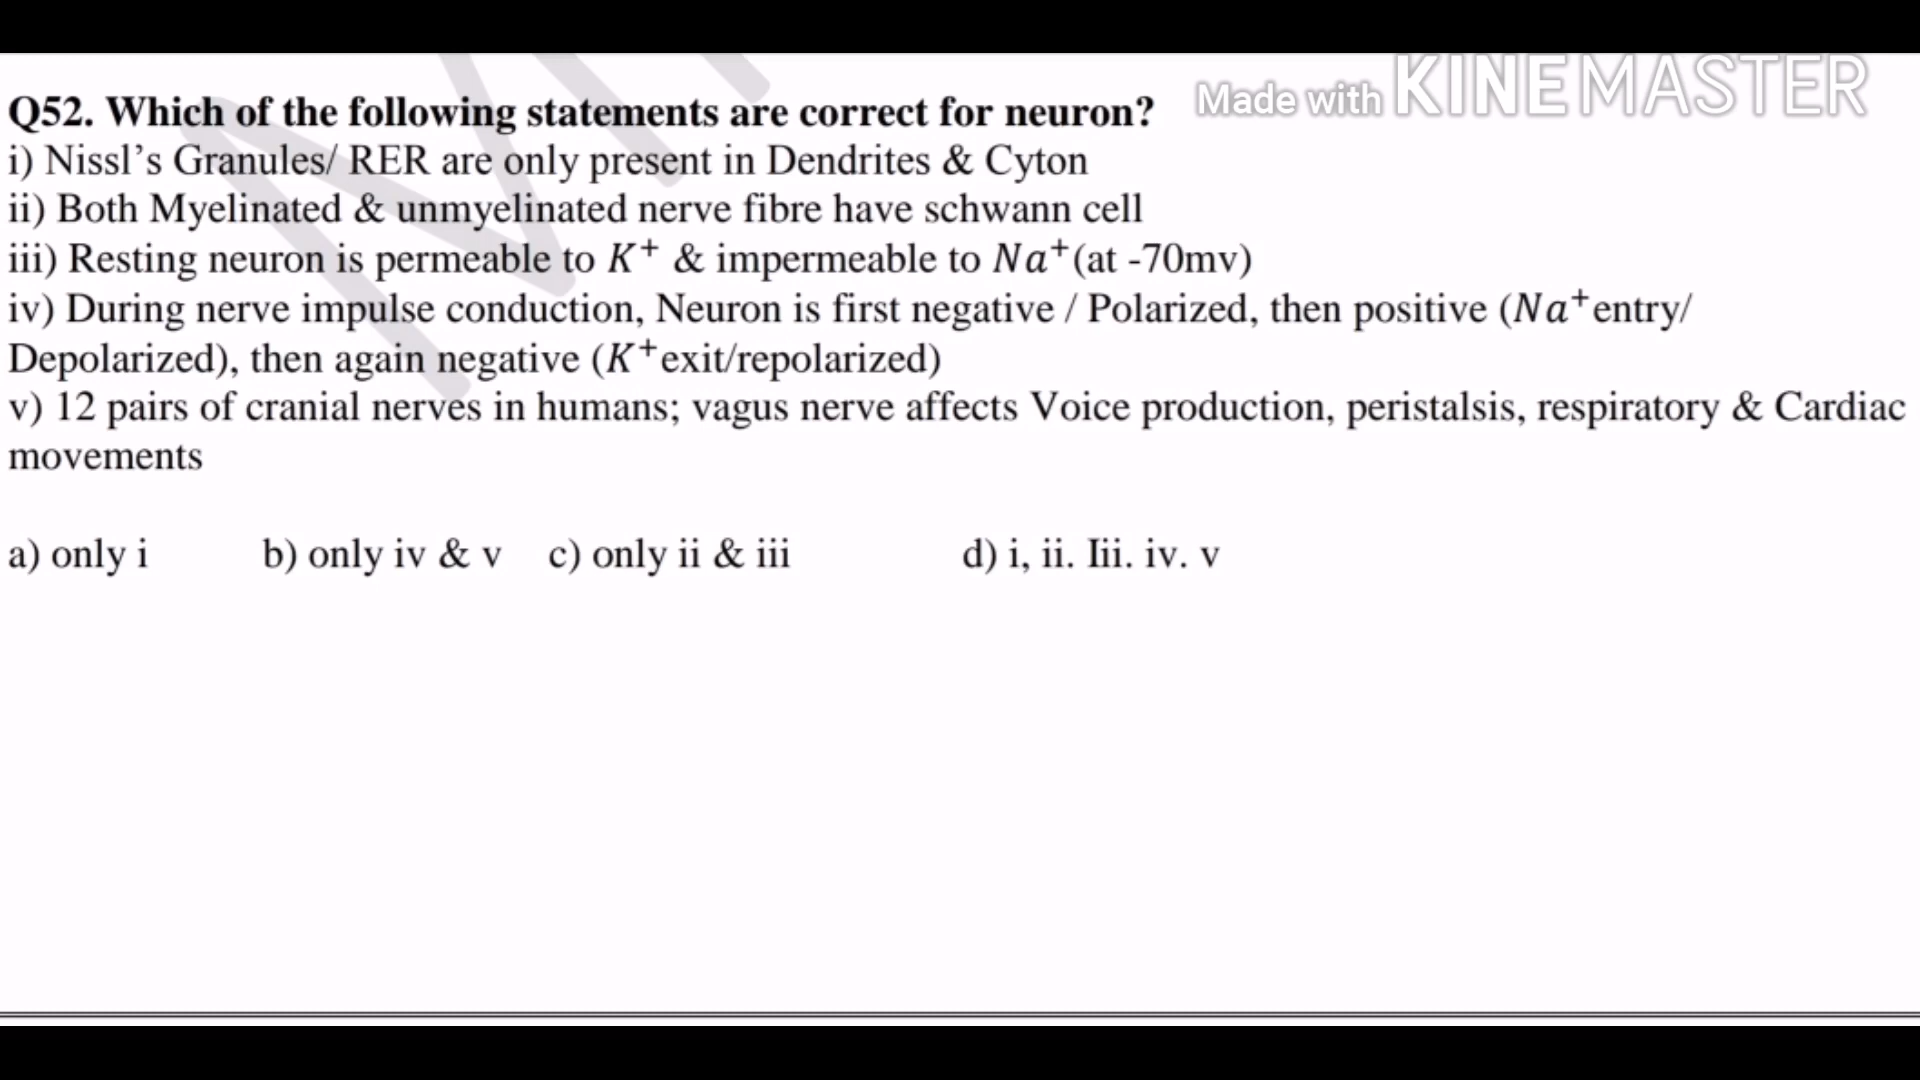 Made with KINEMASTER
Q52. Which of the following statements are correct for neuron?
i) Nissl’s Granules/ RER are only present in Dendrites & Cyton
ii) Both Myelinated & unmyelinated nerve fibre have schwann cell
iii) Resting neuron is permeable to K⁺ & impermeable to Na⁺(at -70mv)
iv) During nerve impulse conduction, Neuron is first negative / Polarized, then positive (Na⁺entry/
Depolarized), then again negative (K⁺exit/repolarized)
v) 12 pairs of cranial nerves in humans; vagus nerve affects Voice production, peristalsis, respiratory & Cardiac
movements
a) only i b) only iv & v c) only ii & iii d) i, ii. Iii. iv. v